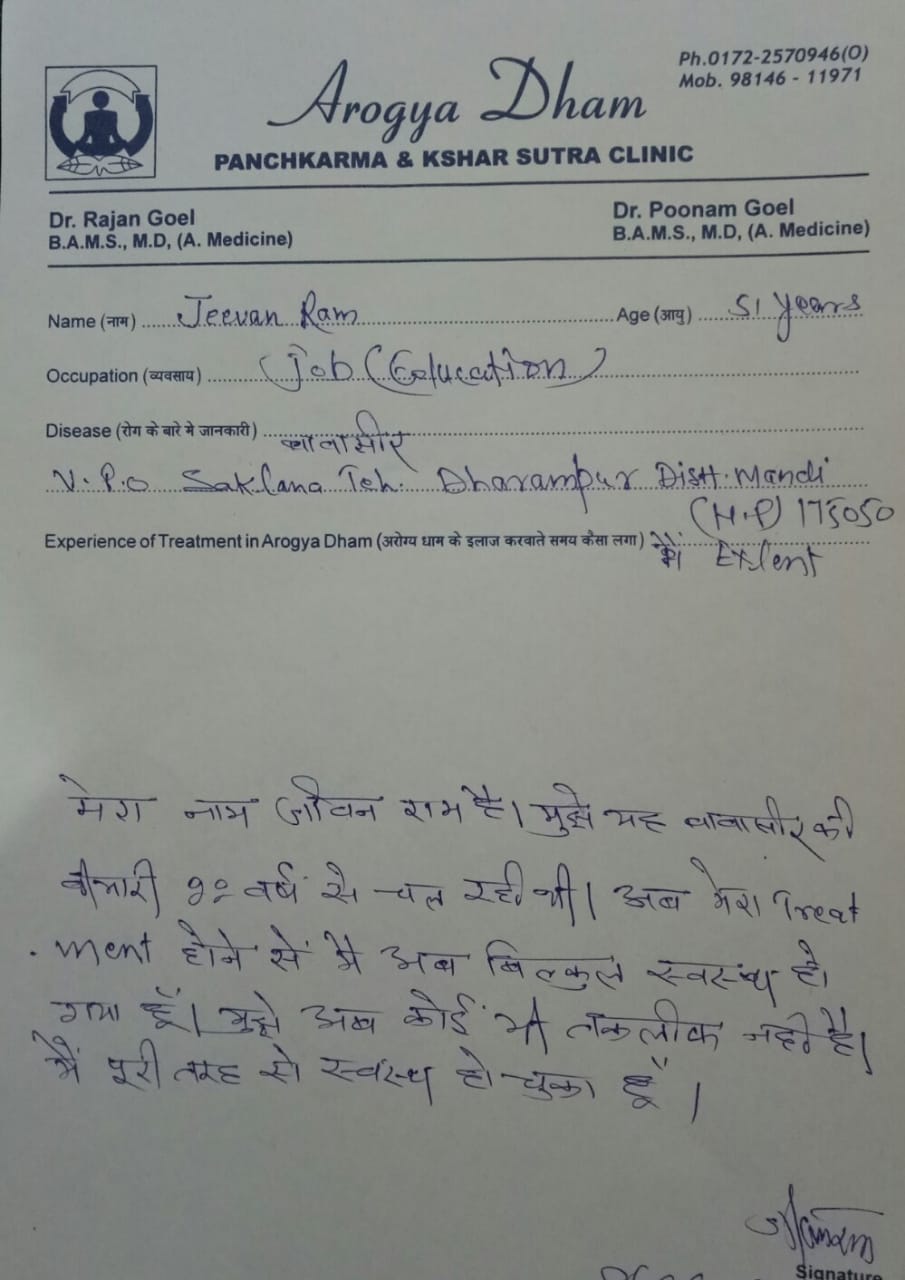 Ph.0172-2570946(O)
Mob. 98146 - 11971
Arogya Dham
PANCHKARMA & KSHAR SUTRA CLINIC
Dr. Rajan Goel
B.A.M.S., M.D, (A. Medicine)
Dr. Poonam Goel
B.A.M.S., M.D, (A. Medicine)
Name (नाम) Jeevan Ram Age (आयु) 51 years
Occupation (व्यवसाय) Job (Education)
Disease (रोग के बारे मे जानकारी) बावासीर
V.P.O Saklana Teh. Dharampur Distt. Mandi
(H.P) 175050
Experience of Treatment in Arogya Dham (अरोग्य धाम के इलाज करवाते समय कैसा लगा)
Exlent
मेरा नाम जीवन राम है। मुझे यह बावासीर की
बीमारी वर्ष से चल रही थी। अब मेरा Treat
ment होने से मै अब बिल्कुल स्वस्थ हो
गया हूँ। मुझे अब कोई भी तकलीक नही है।
मैं पूरी तरह से स्वस्थ हो चुका हूँ।
Signature